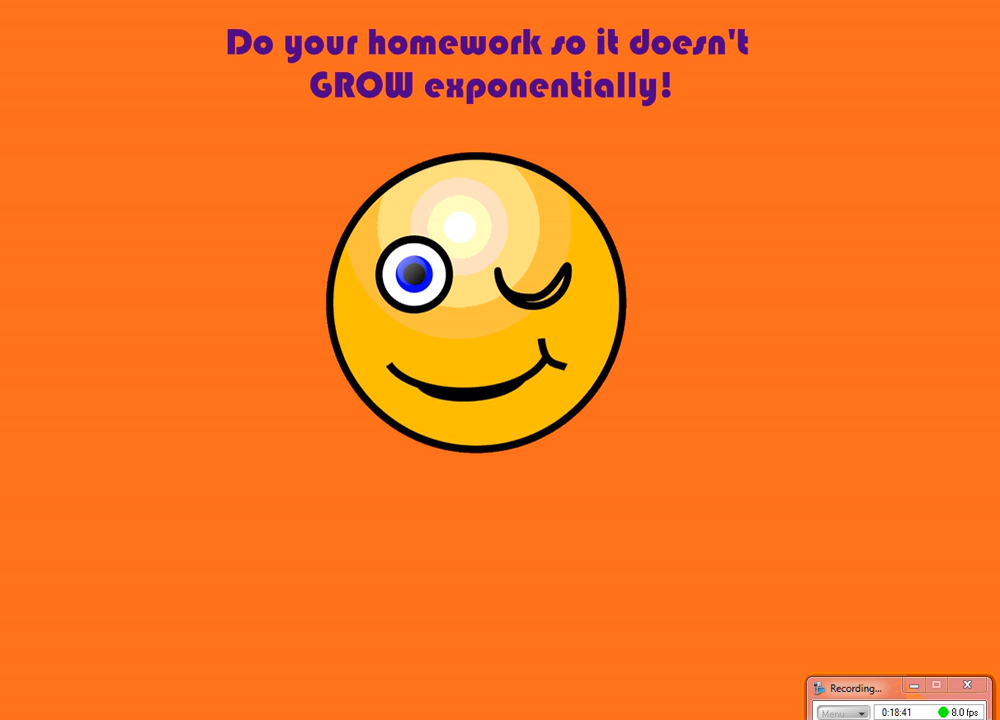 Do your homework so it doesn't
GROW exponentially!
Recording...
Menu
0:18:41
8.0 fps